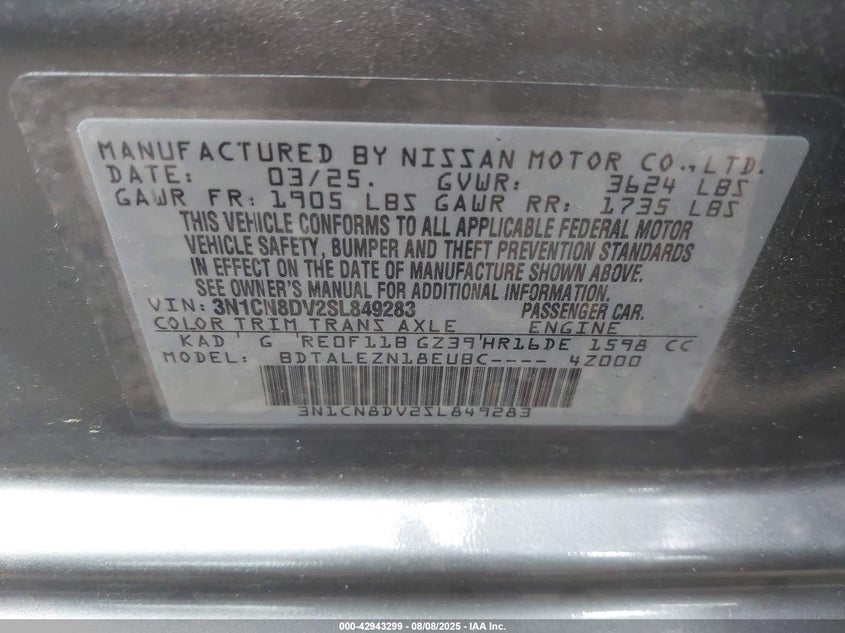 MANUFACTURED BY NISSAN MOTOR CO., LTD.
DATE: 03/25. GVWR: 3624 LBS
GAWR FR: 1905 LBS GAWR RR: 1735 LBS
THIS VEHICLE CONFORMS TO ALL APPLICABLE FEDERAL MOTOR
VEHICLE SAFETY, BUMPER AND THEFT PREVENTION STANDARDS
IN EFFECT ON THE DATE OF MANUFACTURE SHOWN ABOVE.
SEE OWNER'S MANUAL FOR ADDITIONAL INFORMATION.
VIN: 3N1CN8DV2SL849283 PASSENGER CAR.
COLOR TRIM TRANS AXLE ENGINE
KAD G RE0F11B GZ39 HR16DE 1598 CC
MODEL: BDTALEZN18EUBC---- 4Z000
3N1CN8DV2SL849283
000-42943299 - 08/08/2025 - IAA Inc.